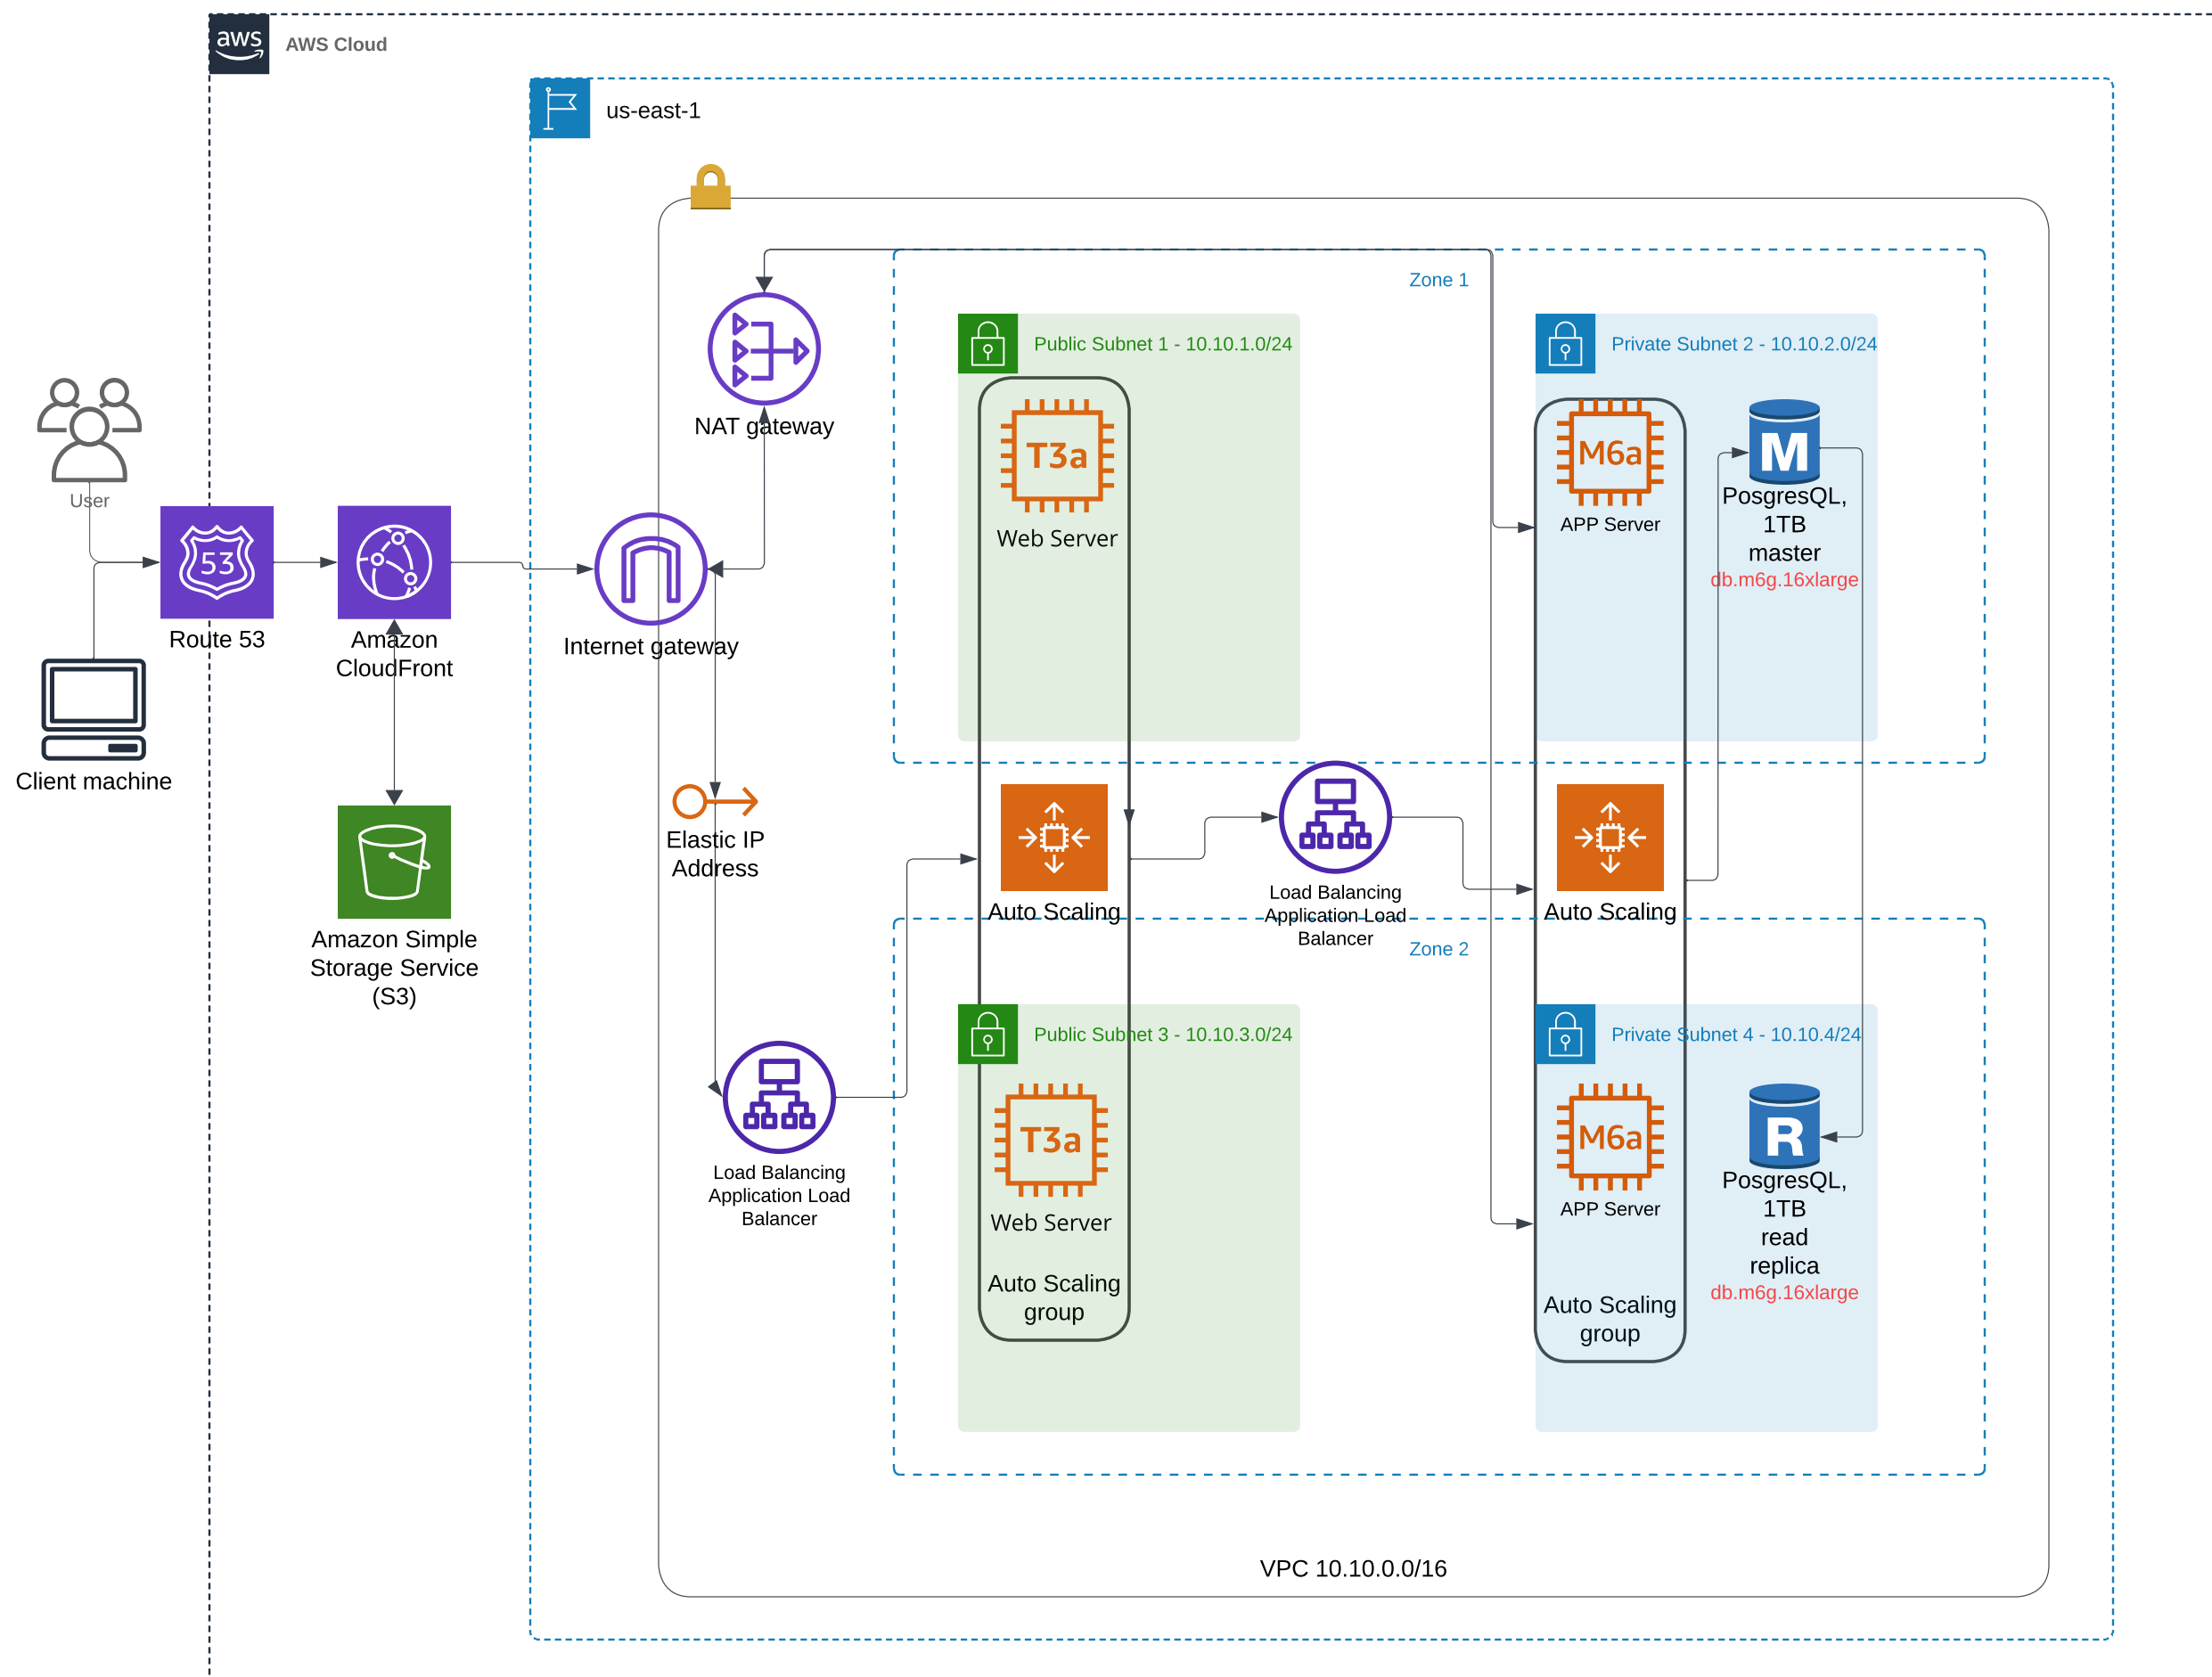 aws
AWS Cloud
us-east-1
Zone 1
Public Subnet 1 - 10.10.1.0/24
Private Subnet 2 - 10.10.2.0/24
NAT gateway
T3a
Web Server
M6a
APP Server
M
PosgresQL,
1TB
master
db.m6g.16xlarge
User
53
Route 53
Amazon
CloudFront
Internet gateway
Client machine
Elastic IP
Address
Auto Scaling
Load Balancing
Application Load
Balancer
Auto Scaling
Amazon Simple
Storage Service
(S3)
Zone 2
Public Subnet 3 - 10.10.3.0/24
Private Subnet 4 - 10.10.4/24
Load Balancing
Application Load
Balancer
T3a
Web Server
Auto Scaling
group
M6a
APP Server
Auto Scaling
group
R
PosgresQL,
1TB
read
replica
db.m6g.16xlarge
VPC 10.10.0.0/16